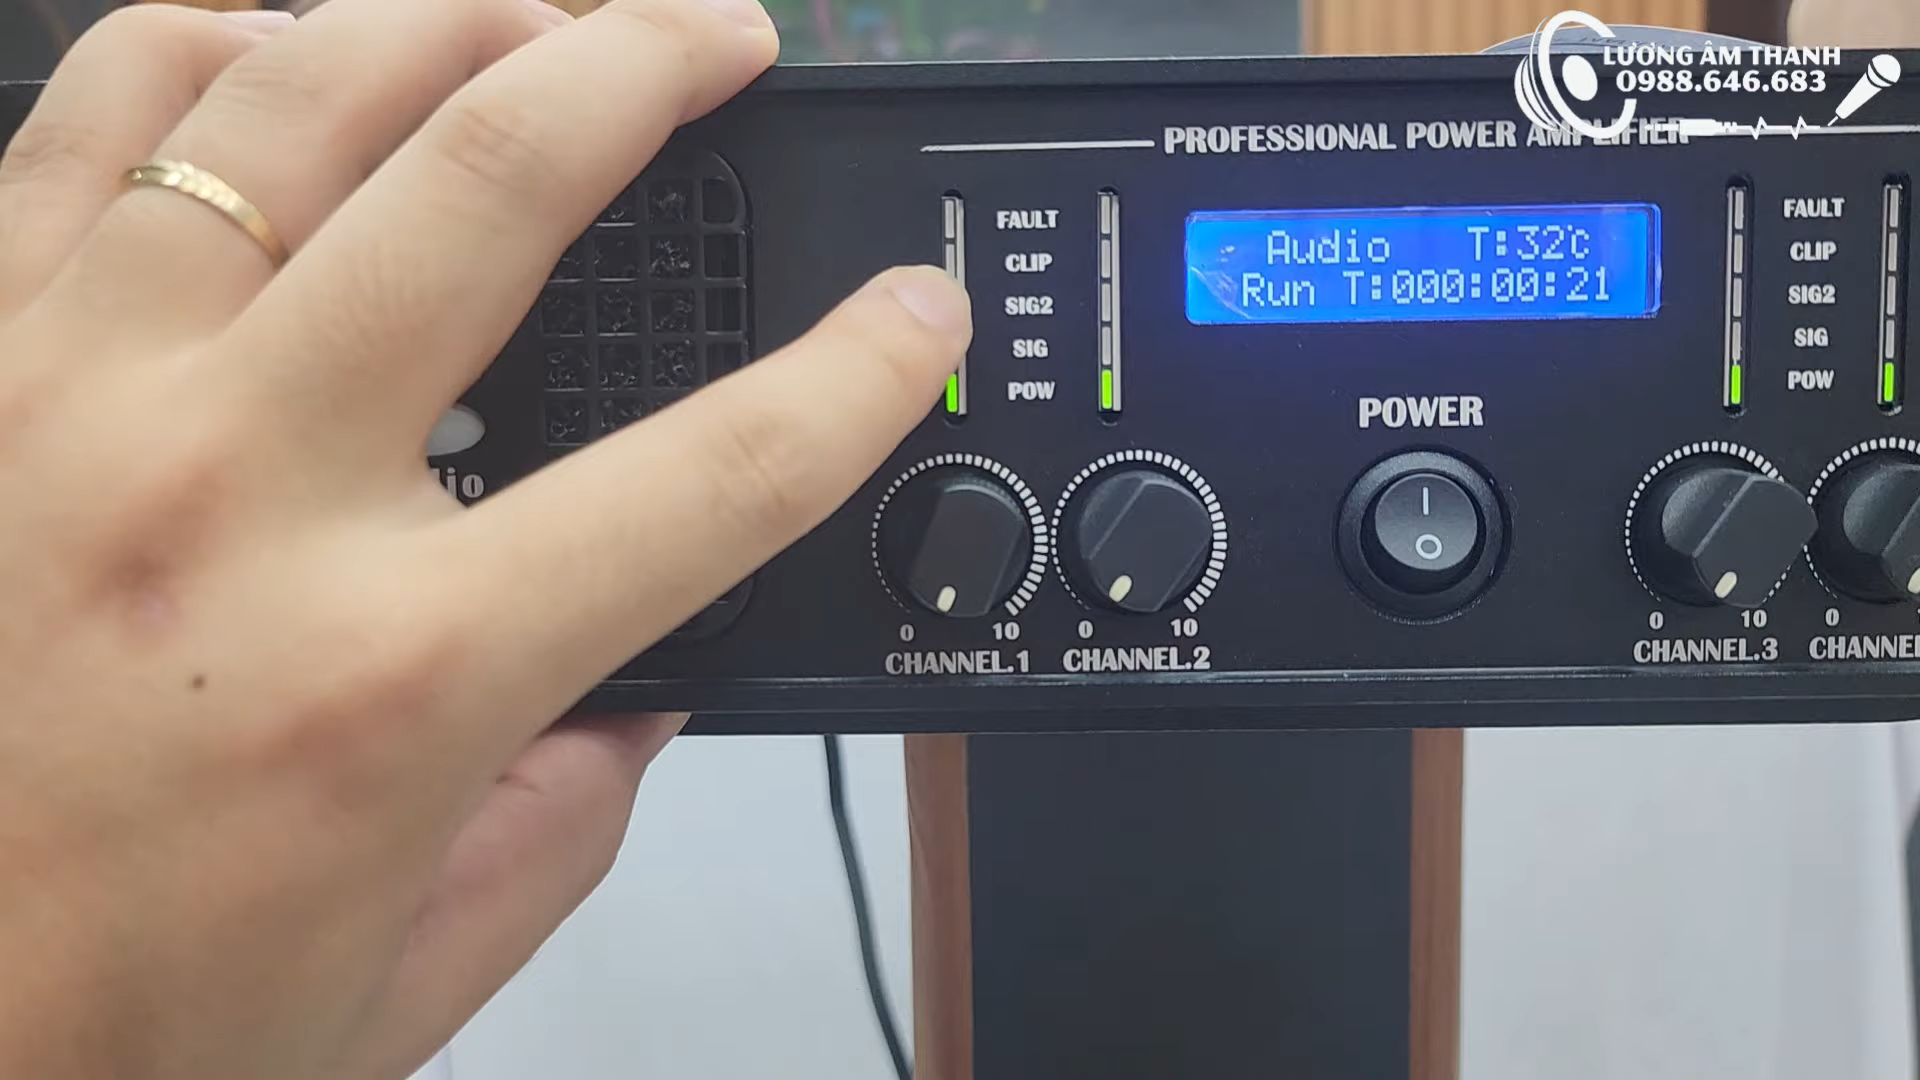 LƯƠNG ÂM THANH
0988.646.683
PROFESSIONAL POWER AMPLIFIER
FAULT
CLIP
SIG2
SIG
POW
Audio T:32℃
Run T:000:00:21
FAULT
CLIP
SIG2
SIG
POW
POWER
I
O
0 10
CHANNEL.1
0 10
CHANNEL.2
0 10
CHANNEL.3
0